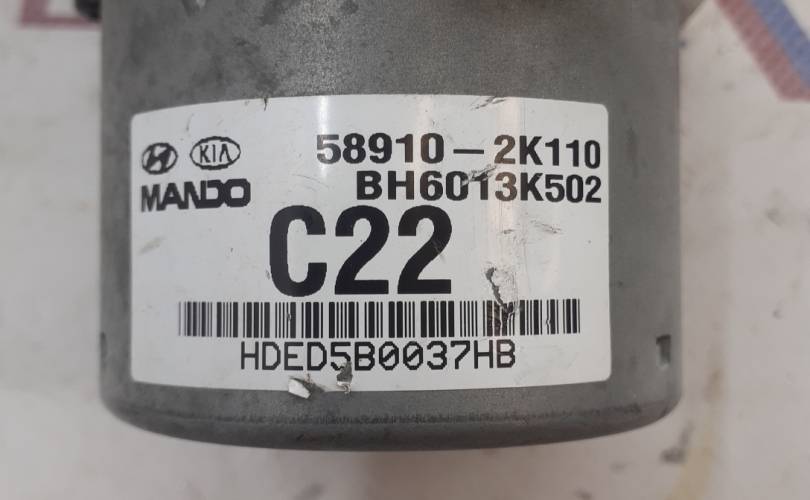 KIA 58910-2K110
MANDO BH6013K502
C22
HDED5B0037HB